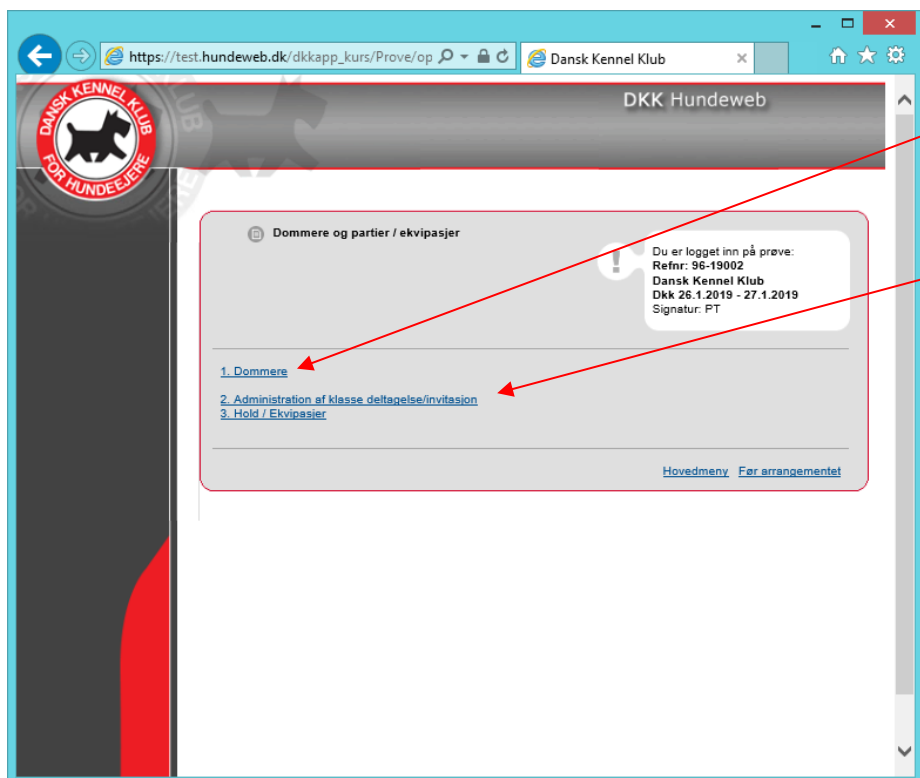 https://test.hundeweb.dk/dkkapp_kurs/Prove/op
Dansk Kennel Klub
DANSK KENNEL KLUB
FOR HUNDEEJERE
DKK Hundeweb
Dommere og partier / ekvipasjer
!
Du er logget inn på prøve:
Refnr: 96-19002
Dansk Kennel Klub
Dkk 26.1.2019 - 27.1.2019
Signatur: PT
1. Dommere
2. Administration af klasse deltagelse/invitasjon
3. Hold / Ekvipasjer
Hovedmeny Før arrangementet